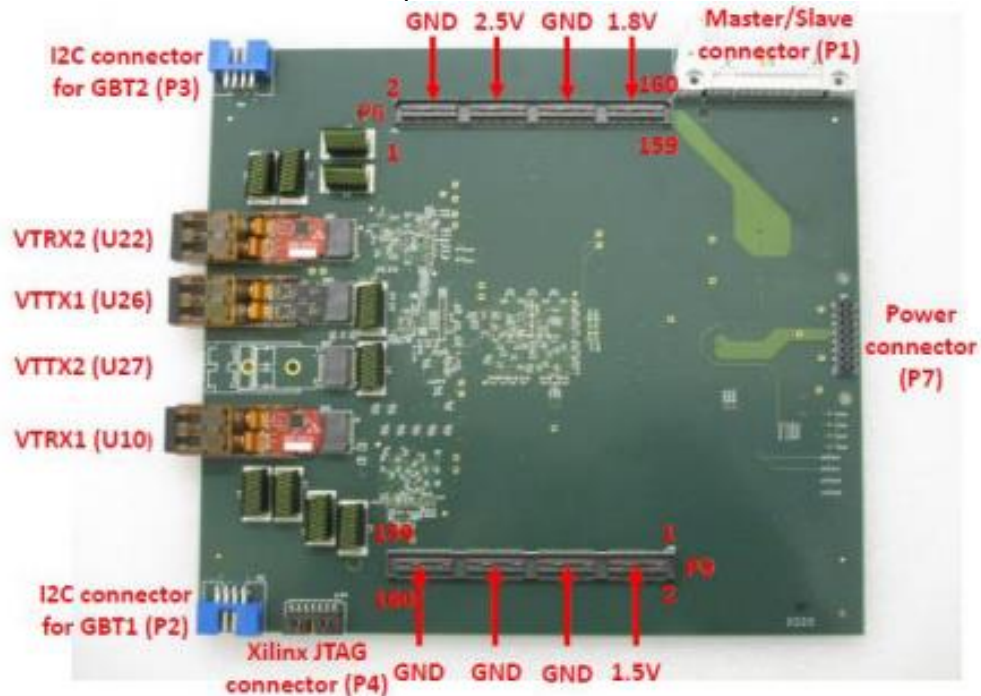 GND 2.5V GND 1.8V
Master/Slave
connector (P1)
I2C connector
for GBT2 (P3)
2
160
P6
1
159
VTRX2 (U22)
VTTX1 (U26)
VTTX2 (U27)
VTRX1 (U10)
Power
connector
(P7)
159
1
160
2
I2C connector
for GBT1 (P2)
Xilinx JTAG
connector (P4)
GND GND GND 1.5V